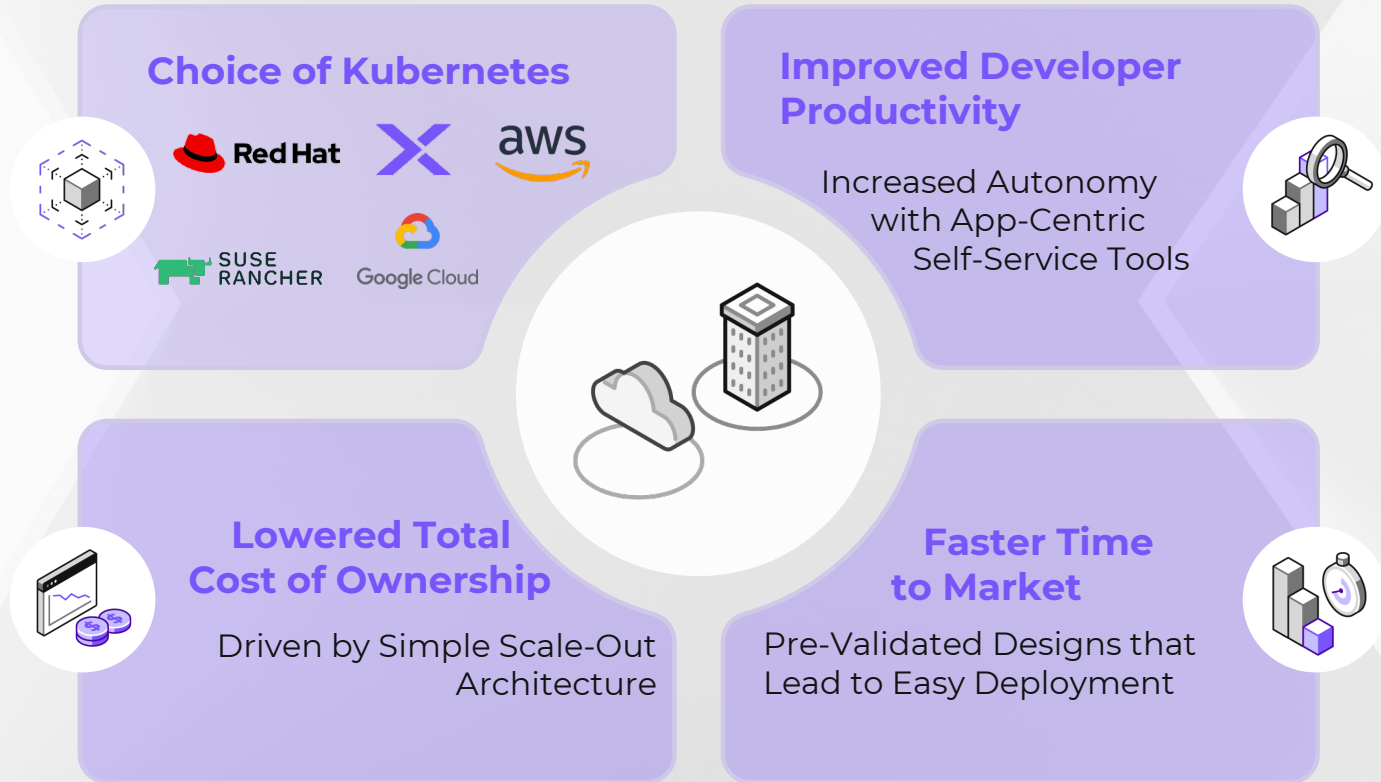 Choice of Kubernetes
Red Hat
aws
SUSE
RANCHER
Google Cloud
Improved Developer
Productivity
Increased Autonomy
with App-Centric
Self-Service Tools
Lowered Total
Cost of Ownership
Driven by Simple Scale-Out
Architecture
Faster Time
to Market
Pre-Validated Designs that
Lead to Easy Deployment